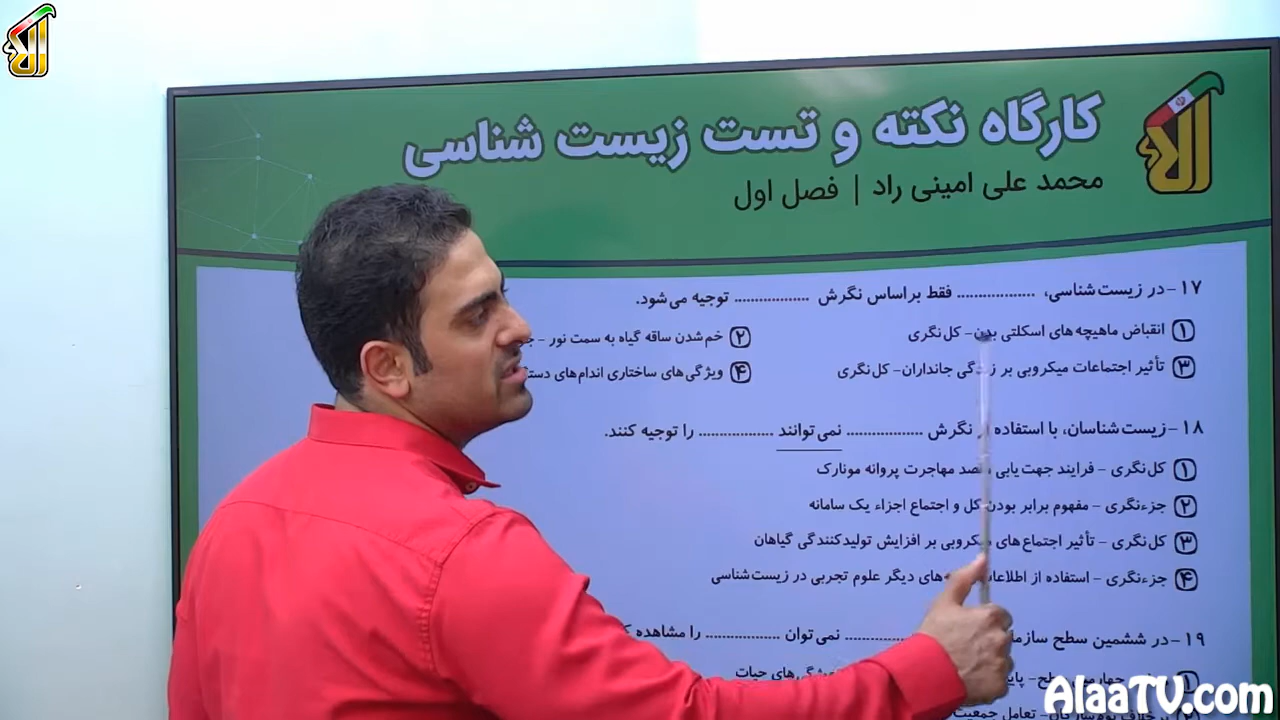 کارگاه نکته و تست زیست شناسی
محمد علی امینی راد | فصل اول
۱۷- در زیست‌شناسی، .................. فقط براساس نگرش .................. توجیه می‌شود.
۱ انقباض ماهیچه‌های اسکلتی بدن- کل‌نگری
۲ خم‌شدن ساقه گیاه به سمت نور -
۳ تأثیر اجتماعات میکروبی بر زندگی جانداران- کل‌نگری
۴ ویژگی‌های ساختاری اندام‌های
۱۸- زیست‌شناسان، با استفاده نگرش .................. نمی‌توانند .................. را توجیه کنند.
۱ کل‌نگری - فرایند جهت‌یابی مهاجرت پروانه مونارک
۲ جزءنگری - مفهوم برابر بودن کل و اجتماع اجزاء یک سامانه
۳ کل‌نگری - تأثیر اجتماع‌های میکروبی بر افزایش تولیدکنندگی گیاهان
۴ جزءنگری - استفاده از اطلاعات های دیگر علوم تجربی در زیست‌شناسی
۱۹- در ششمین سطح .................. نمی‌توان .................. را مشاهده
۱ ویژگی‌های حیات
تعامل
AlaaTV.com